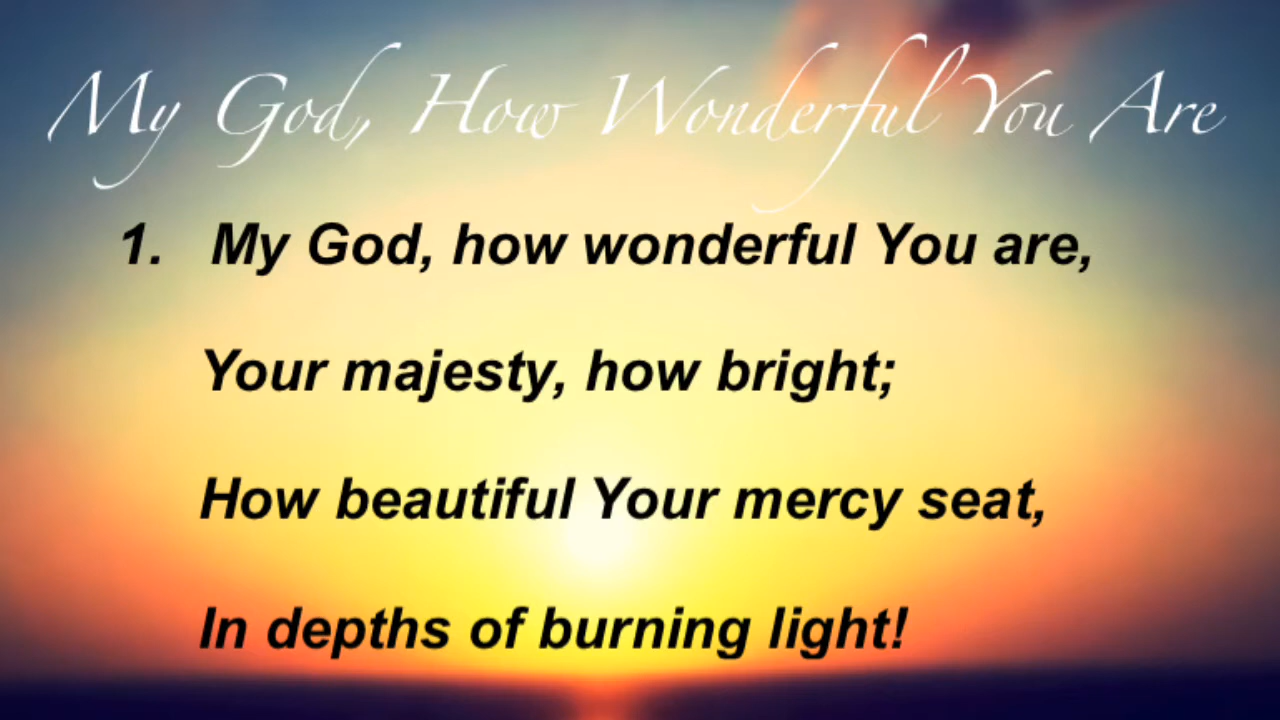 My God, How Wonderful You Are
1. My God, how wonderful You are,
Your majesty, how bright;
How beautiful Your mercy seat,
In depths of burning light!